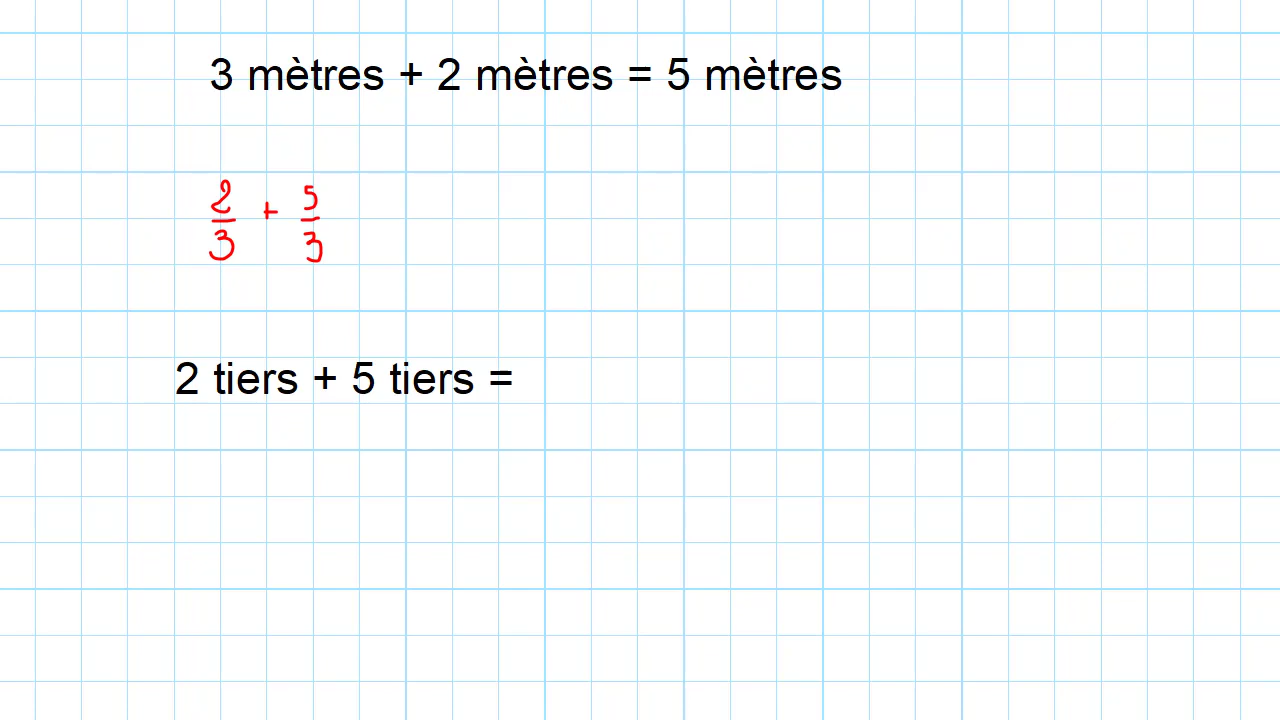 3 mètres + 2 mètres = 5 mètres
2/3 + 5/3
2 tiers + 5 tiers =